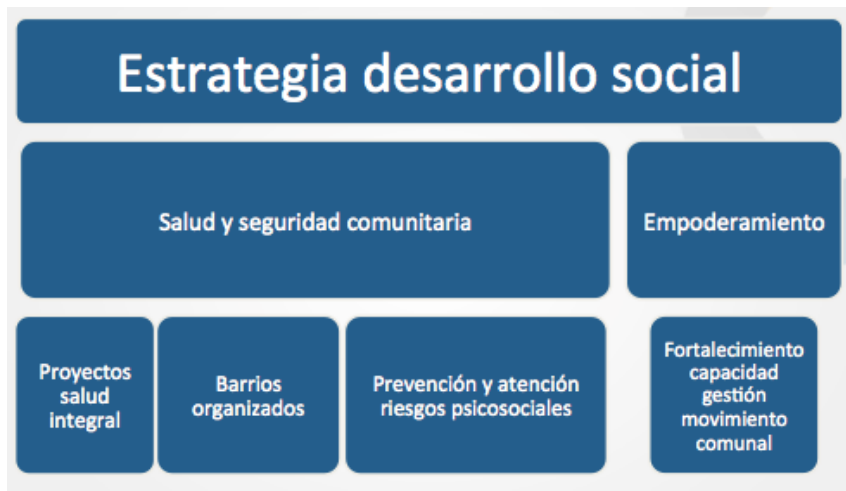 Estrategia desarrollo social
Salud y seguridad comunitaria
Empoderamiento
Proyectos
salud
integral
Barrios
organizados
Prevención y atención
riesgos psicosociales
Fortalecimiento
capacidad
gestión
movimiento
comunal